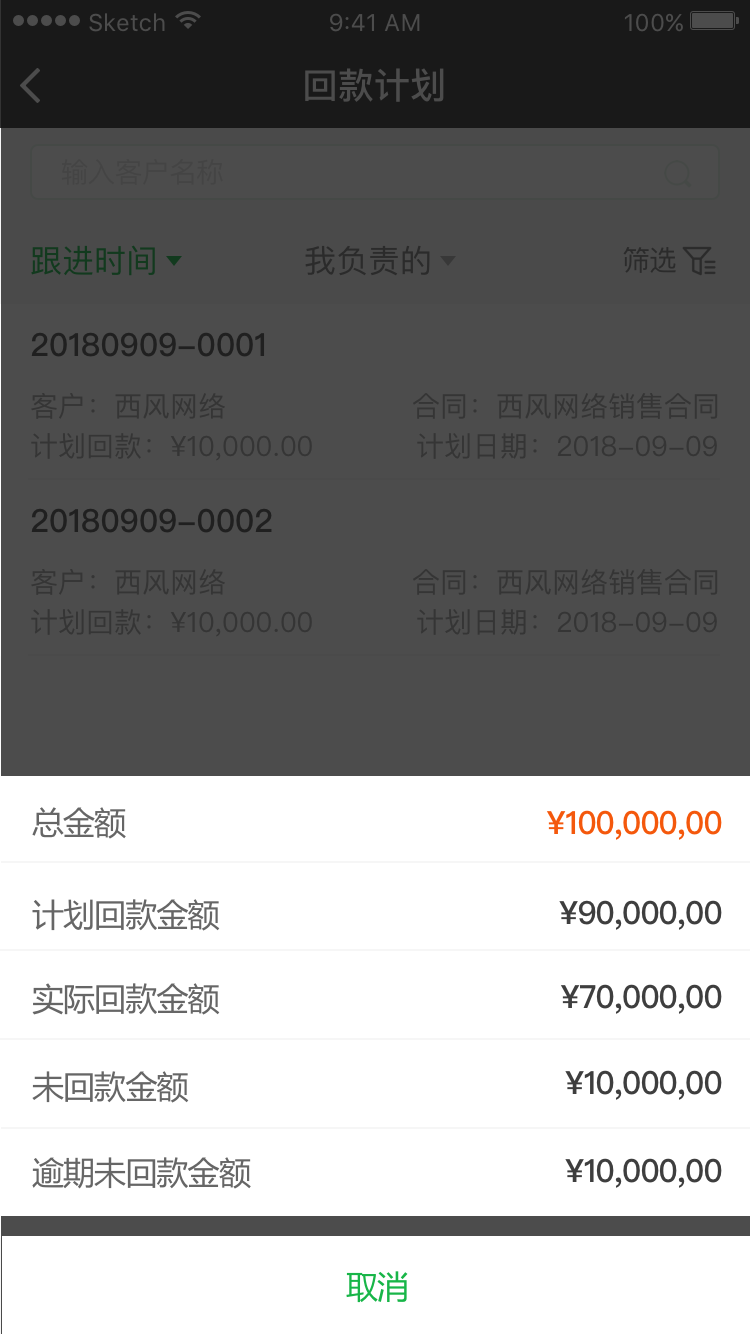 Sketch 9:41 AM 100%
回款计划
输入客户名称
跟进时间 我负责的 筛选
20180909-0001
客户：西风网络 合同：西风网络销售合同
计划回款：¥10,000.00 计划日期：2018-09-09
20180909-0002
客户：西风网络 合同：西风网络销售合同
计划回款：¥10,000.00 计划日期：2018-09-09
总金额 ¥100,000,00
计划回款金额 ¥90,000,00
实际回款金额 ¥70,000,00
未回款金额 ¥10,000,00
逾期未回款金额 ¥10,000,00
取消